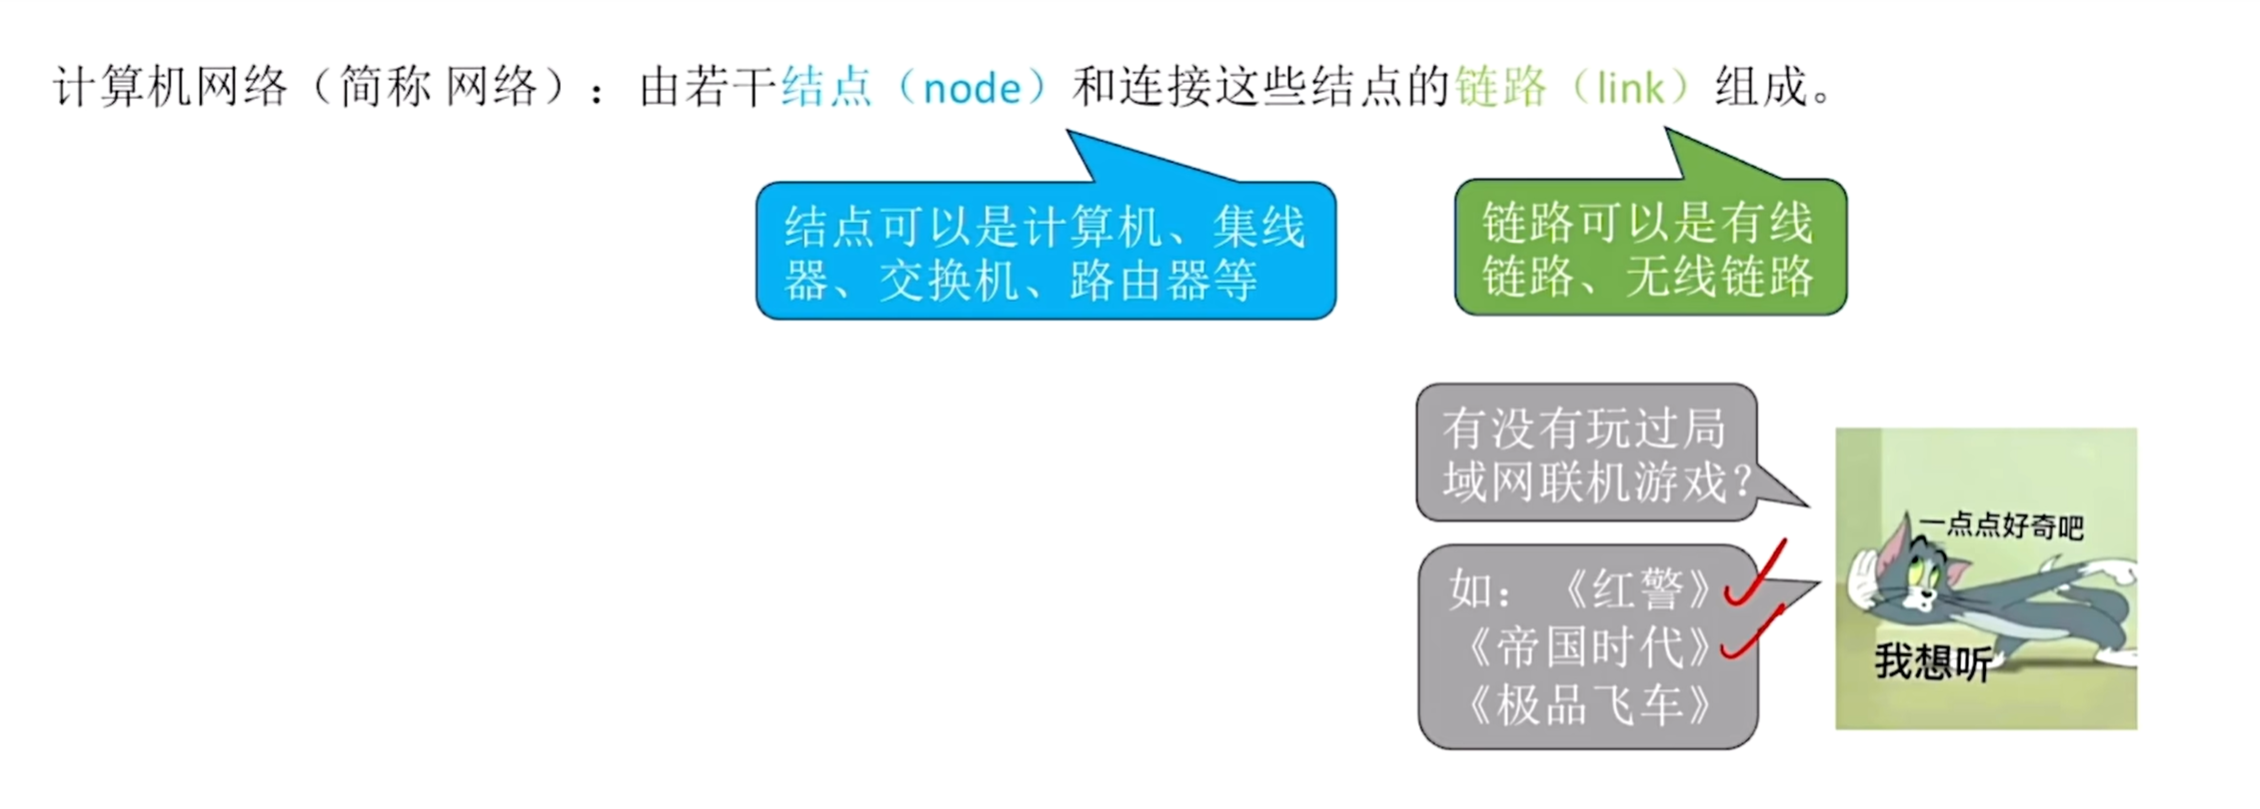 计算机网络（简称 网络）：由若干结点（node）和连接这些结点的链路（link）组成。
结点可以是计算机、集线
器、交换机、路由器等
链路可以是有线
链路、无线链路
有没有玩过局
域网联机游戏？
如：《红警》
《帝国时代》
《极品飞车》
一点点好奇吧
我想听